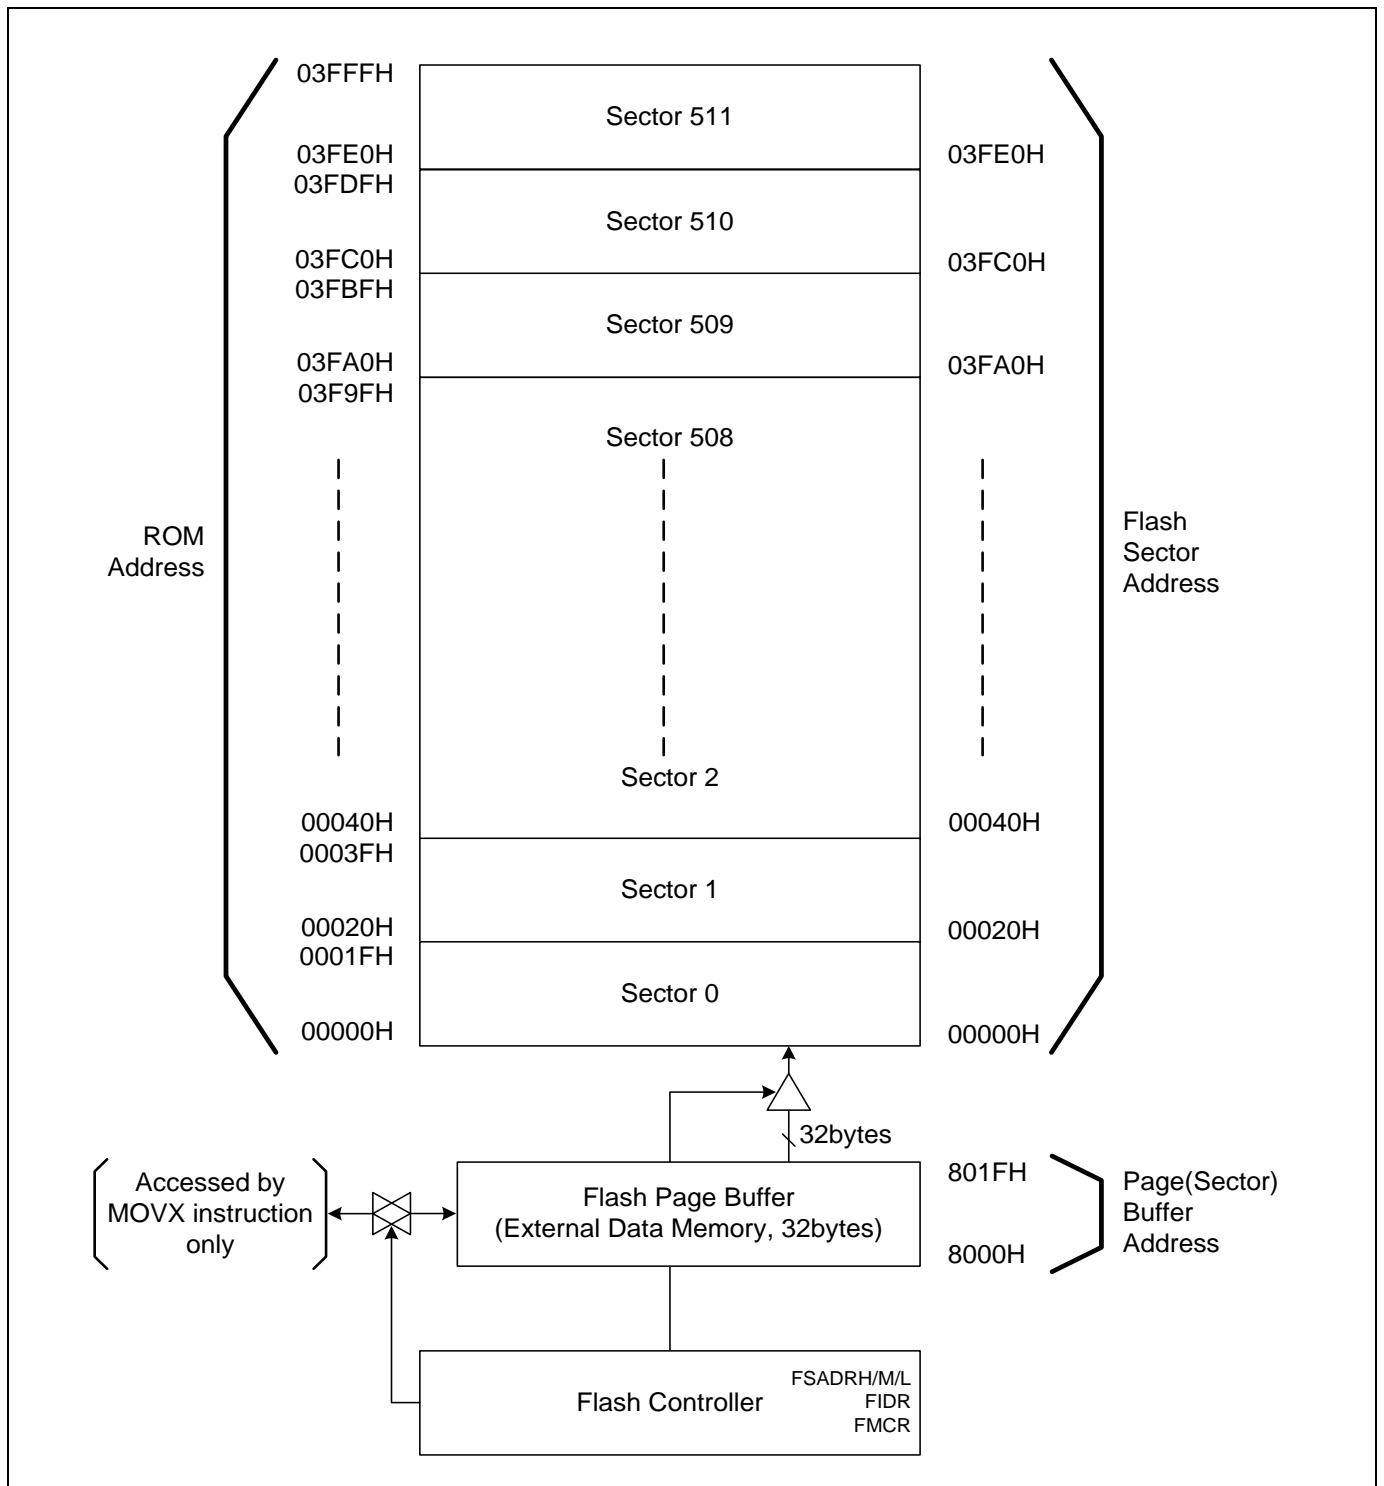 03FFFH
Sector 511
03FE0H
03FE0H
03FDFH
Sector 510
03FC0H
03FC0H
03FBFH
Sector 509
03FA0H
03FA0H
03F9FH
Sector 508
ROM
Address
Flash
Sector
Address
Sector 2
00040H
00040H
0003FH
Sector 1
00020H
00020H
0001FH
Sector 0
00000H
00000H
32bytes
Accessed by
MOVX instruction
only
Flash Page Buffer
(External Data Memory, 32bytes)
801FH
8000H
Page(Sector)
Buffer
Address
Flash Controller
FSADRH/M/L
FIDR
FMCR